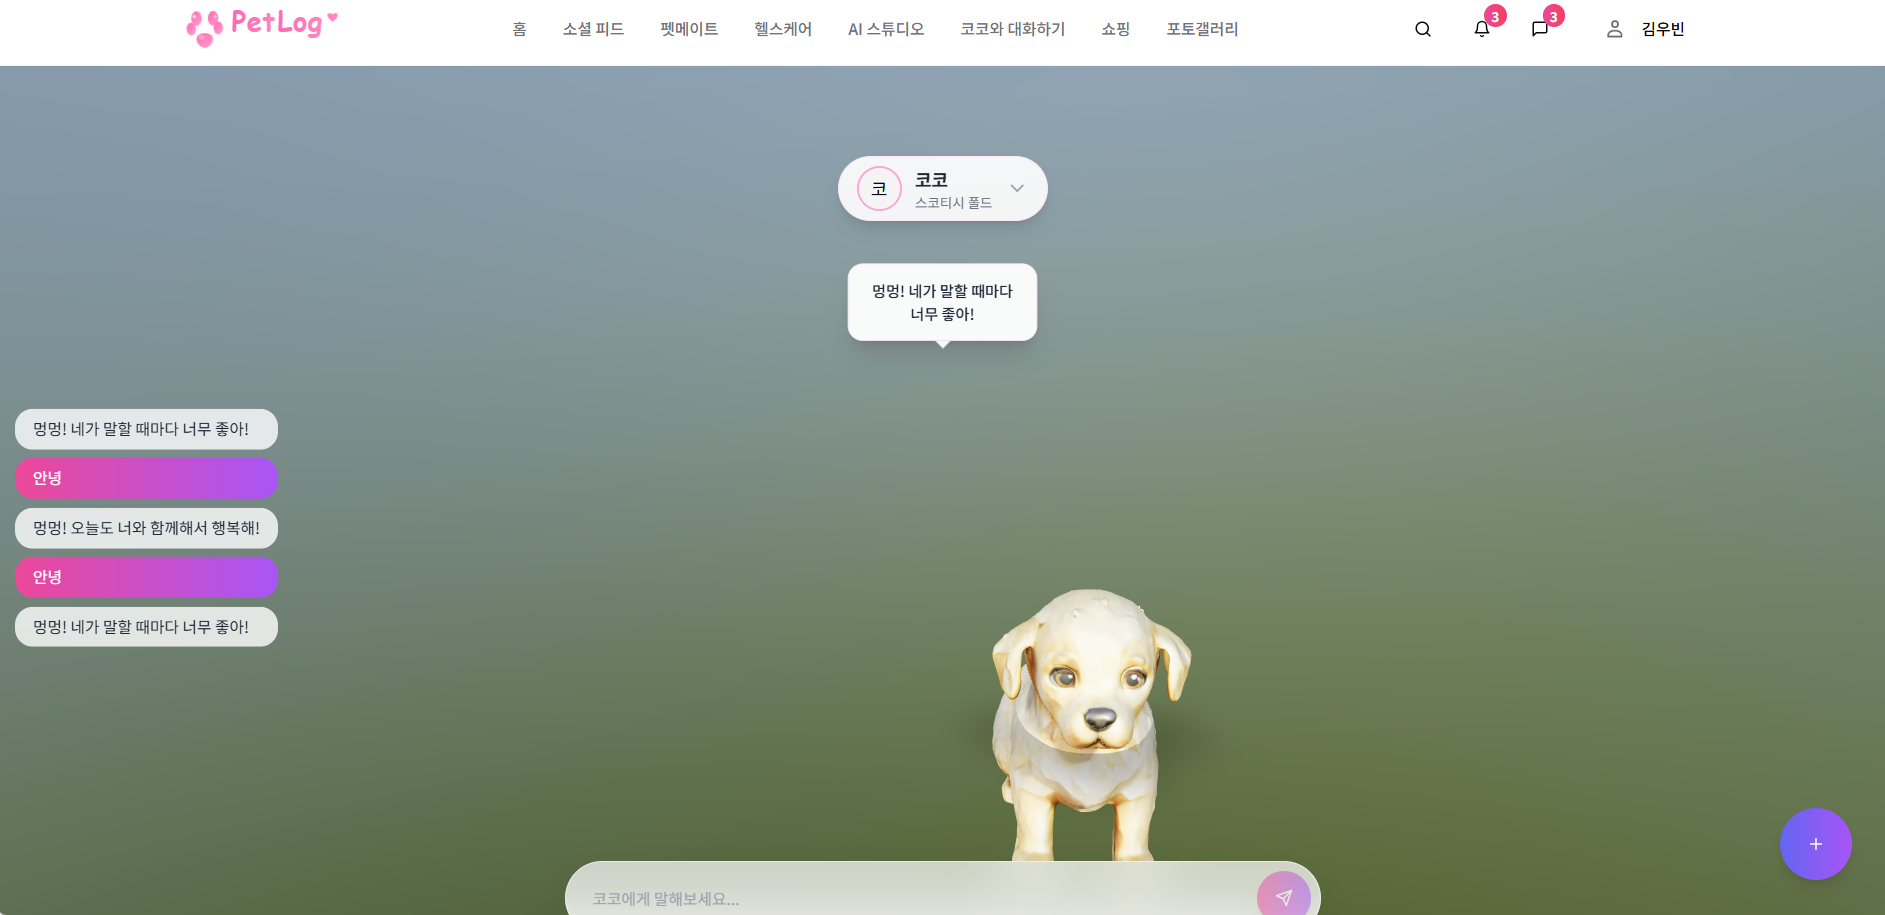 PetLog
홈 소셜 피드 펫메이트 헬스케어 AI 스튜디오 코코와 대화하기 쇼핑 포토갤러리 3 3 김우빈
코 코코
스코티시 폴드
멍멍! 네가 말할 때마다
너무 좋아!
멍멍! 네가 말할 때마다 너무 좋아!
안녕
멍멍! 오늘도 너와 함께해서 행복해!
안녕
멍멍! 네가 말할 때마다 너무 좋아!
코코에게 말해보세요...